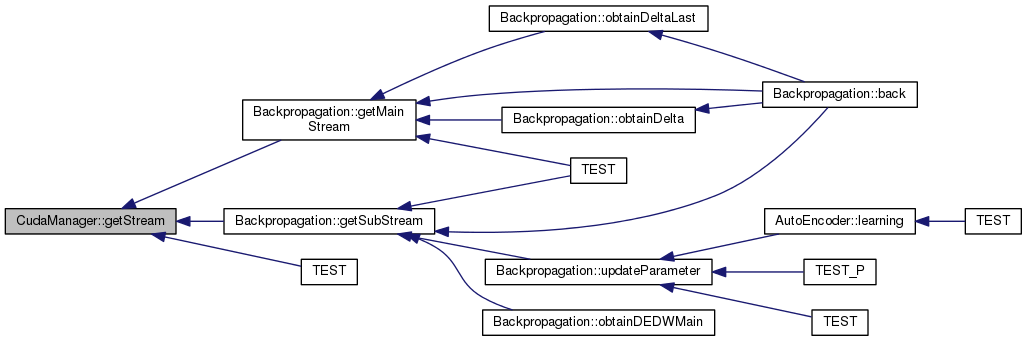 Backpropagation::obtainDeltaLast
Backpropagation::back
Backpropagation::getMain
Stream
Backpropagation::obtainDelta
TEST
CudaManager::getStream
Backpropagation::getSubStream
AutoEncoder::learning
TEST
TEST
Backpropagation::updateParameter
TEST_P
Backpropagation::obtainDEDWMain
TEST